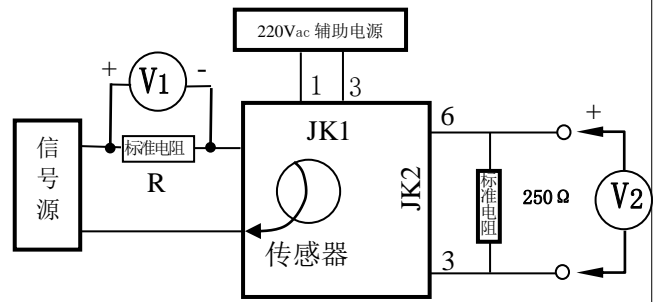 220Vac 辅助电源
1 3
+ V1 -
标准电阻
R
信号源
JK1
传感器
JK2
6
3
标准电阻
250Ω
+
V2
-